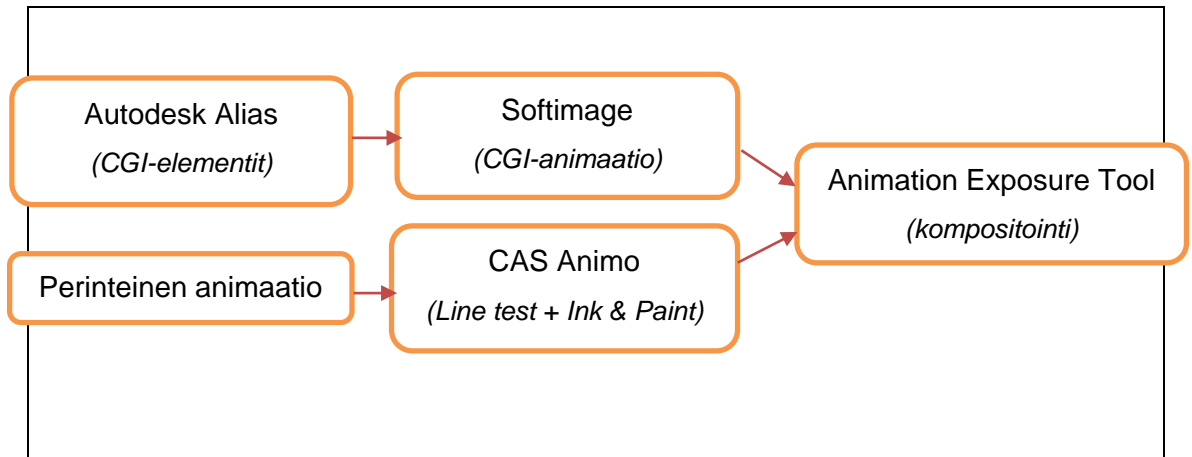 Autodesk Alias
(CGI-elementit)
Softimage
(CGI-animaatio)
Animation Exposure Tool
(kompositointi)
Perinteinen animaatio
CAS Animo
(Line test + Ink & Paint)